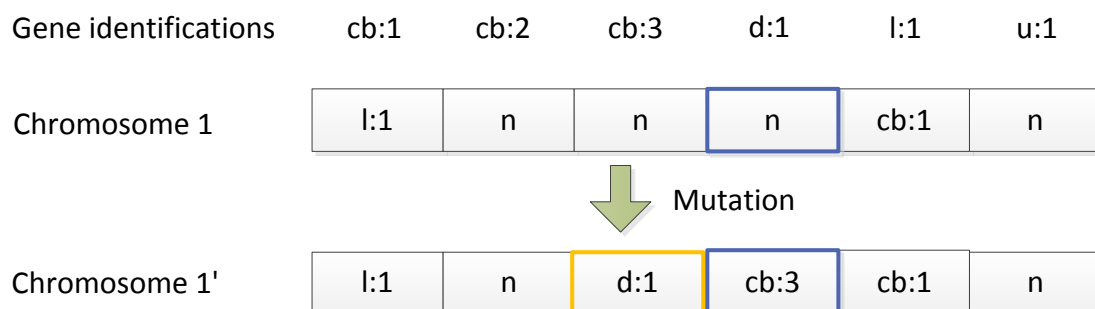 Gene identifications cb:1 cb:2 cb:3 d:1 l:1 u:1
Chromosome 1 l:1 n n n cb:1 n
Mutation
Chromosome 1' l:1 n d:1 cb:3 cb:1 n